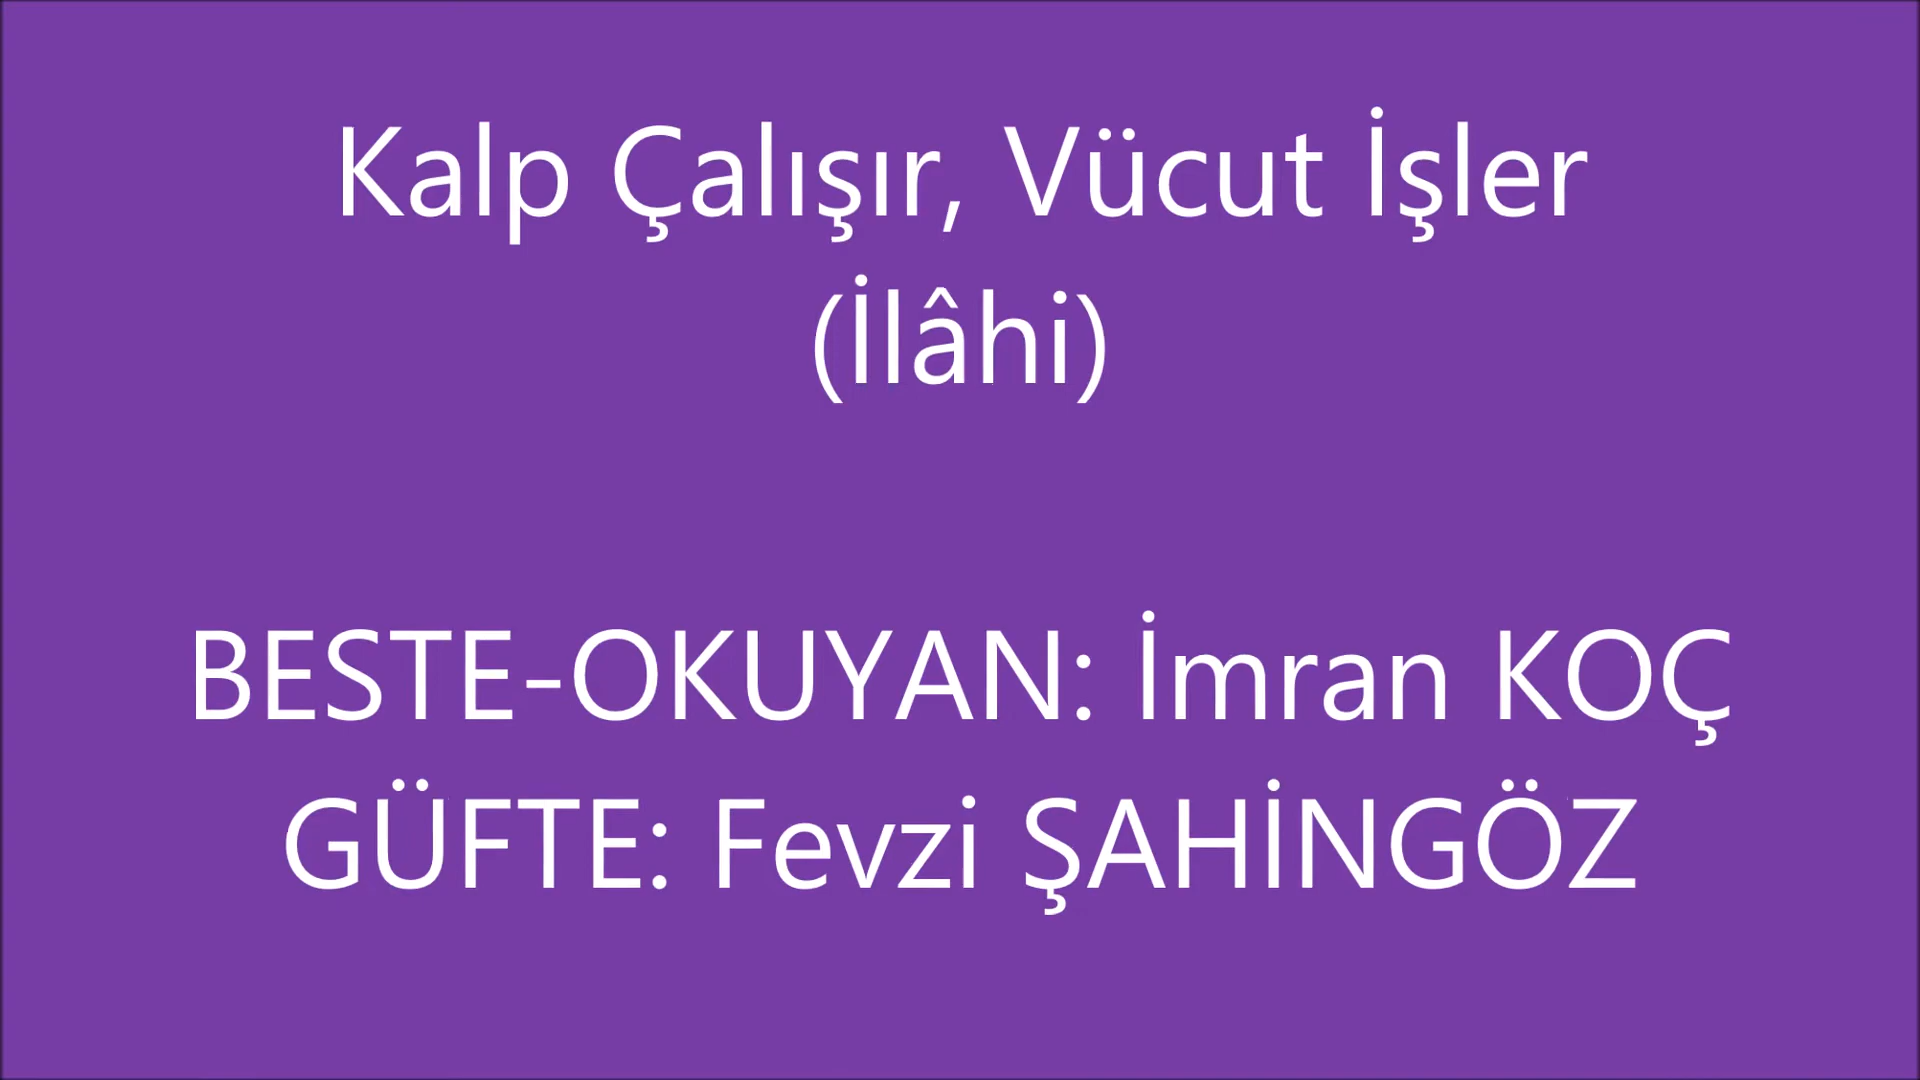 Kalp Çalışır, Vücut İşler
(İlâhi)
BESTE-OKUYAN: İmran KOÇ
GÜFTE: Fevzi ŞAHİNGÖZ